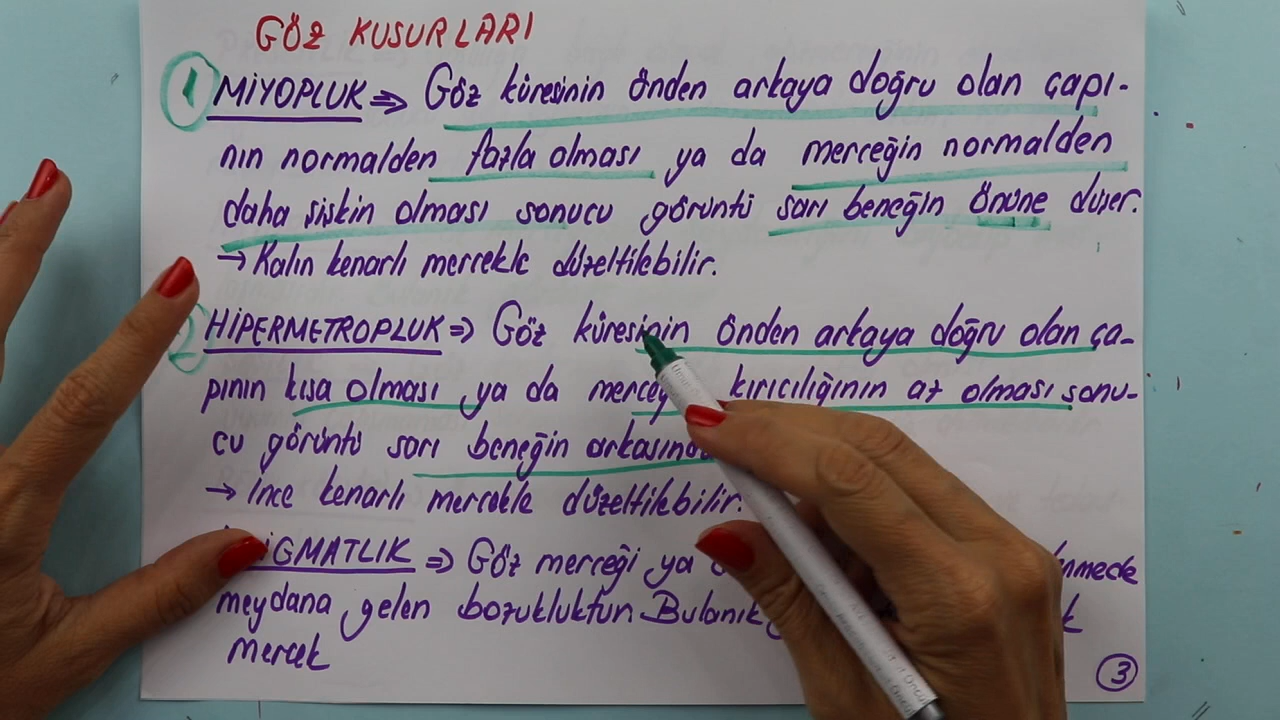 GÖZ KUSURLARI
1 MİYOPLUK ⇒ Göz küresinin önden arkaya doğru olan çapı-
nın normalden fazla olması ya da merceğin normalden
daha şişkin olması sonucu görüntü sarı beneğin önüne düşer.
→ Kalın kenarlı mercekle düzeltilebilir.
2 HİPERMETROPLUK ⇒ Göz küresinin önden arkaya doğru olan ça-
pının kısa olması ya da kırıcılığının az olması sonu-
cu görüntü sarı beneğin
→ İnce kenarlı mercekle düzeltilebilir.
⇒ Göz merceği ya
meydana gelen bozukluktur. Bulanık
mercek
3